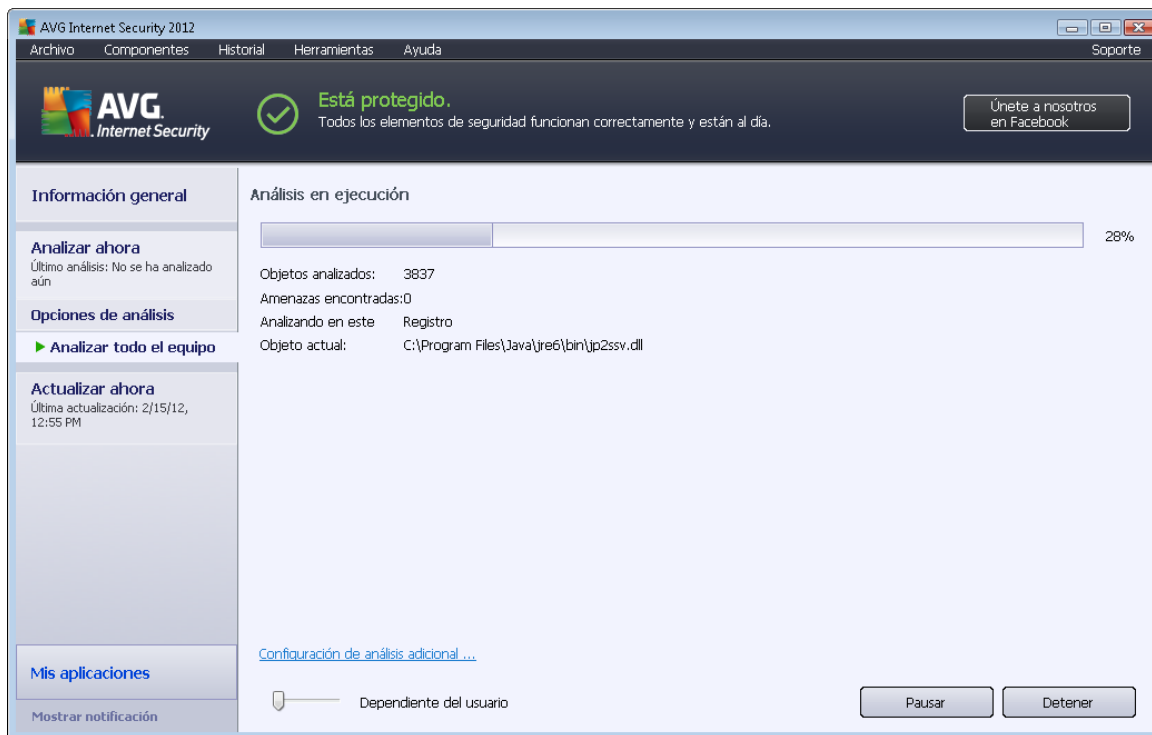 AVG Internet Security 2012
Archivo Componentes Historial Herramientas Ayuda Soporte
AVG.
Internet Security
Está protegido.
Todos los elementos de seguridad funcionan correctamente y están al día.
Únete a nosotros
en Facebook
Información general
Analizar ahora
Último análisis: No se ha analizado
aún
Opciones de análisis
Analizar todo el equipo
Actualizar ahora
Última actualización: 2/15/12,
12:55 PM
Mis aplicaciones
Mostrar notificación
Análisis en ejecución
28%
Objetos analizados: 3837
Amenazas encontradas:0
Analizando en este Registro
Objeto actual: C:\Program Files\Java\jre6\bin\jp2ssv.dll
Configuración de análisis adicional ...
Dependiente del usuario
Pausar Detener